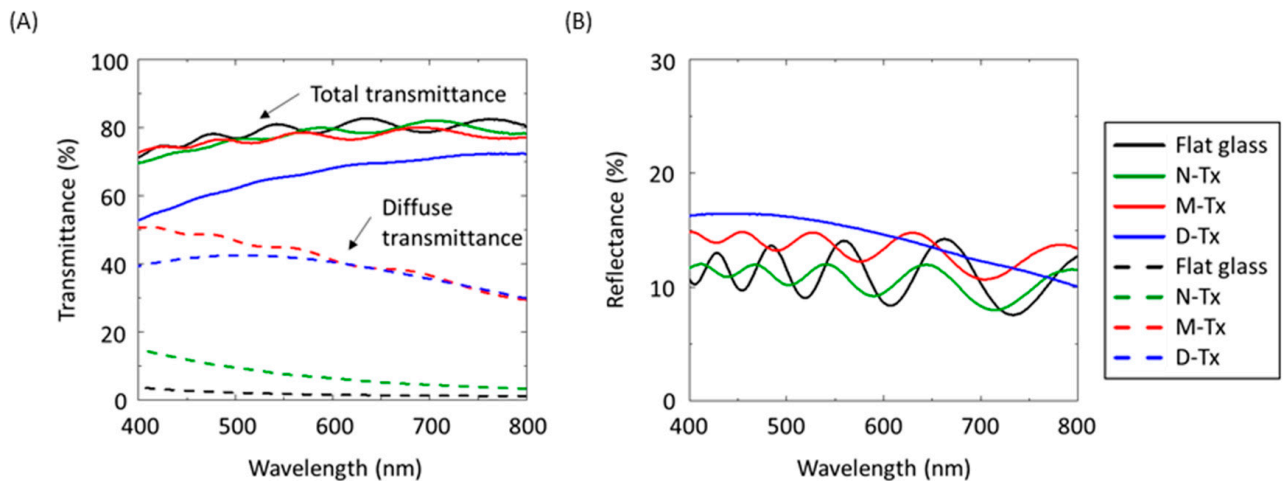 (A)
(B)
100
80
60
40
20
0
400
500
600
700
800
Transmittance (%)
Wavelength (nm)
Total transmittance
Diffuse
transmittance
30
20
10
0
400
500
600
700
800
Reflectance (%)
Wavelength (nm)
Flat glass
N-Tx
M-Tx
D-Tx
Flat glass
N-Tx
M-Tx
D-Tx